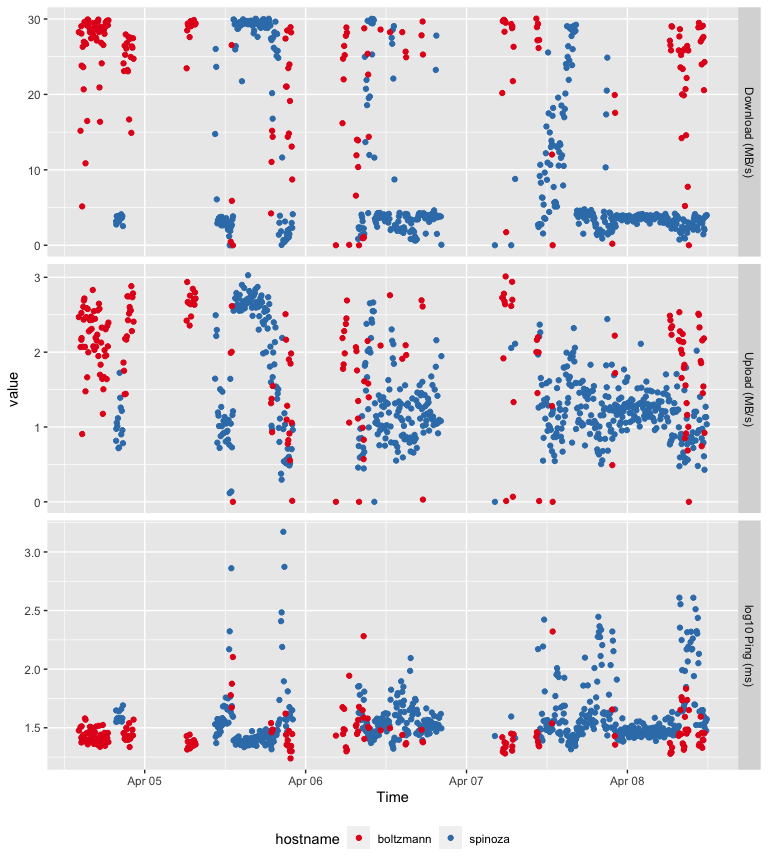 30
20
10
0
Download (MB/s)
3
2
1
0
Upload (MB/s)
value
3.0
2.5
2.0
1.5
log10 Ping (ms)
Apr 05
Apr 06
Apr 07
Apr 08
Time
hostname
boltzmann
spinoza